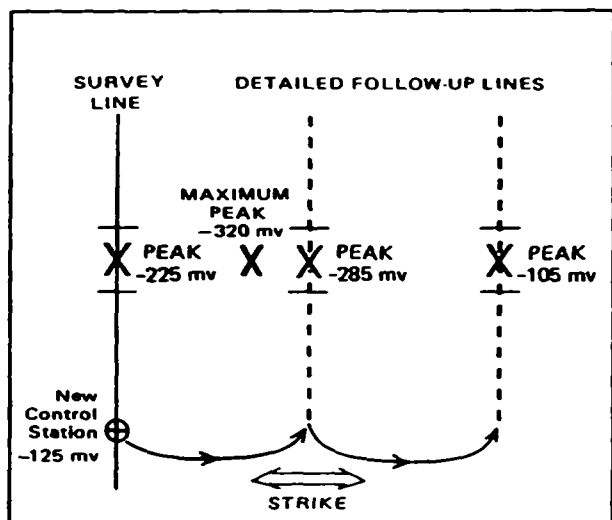 SURVEY
LINE
DETAILED FOLLOW-UP LINES
MAXIMUM
PEAK
-320 mv
PEAK
-225 mv
PEAK
-285 mv
PEAK
-105 mv
New
Control
Station
-125 mv
STRIKE